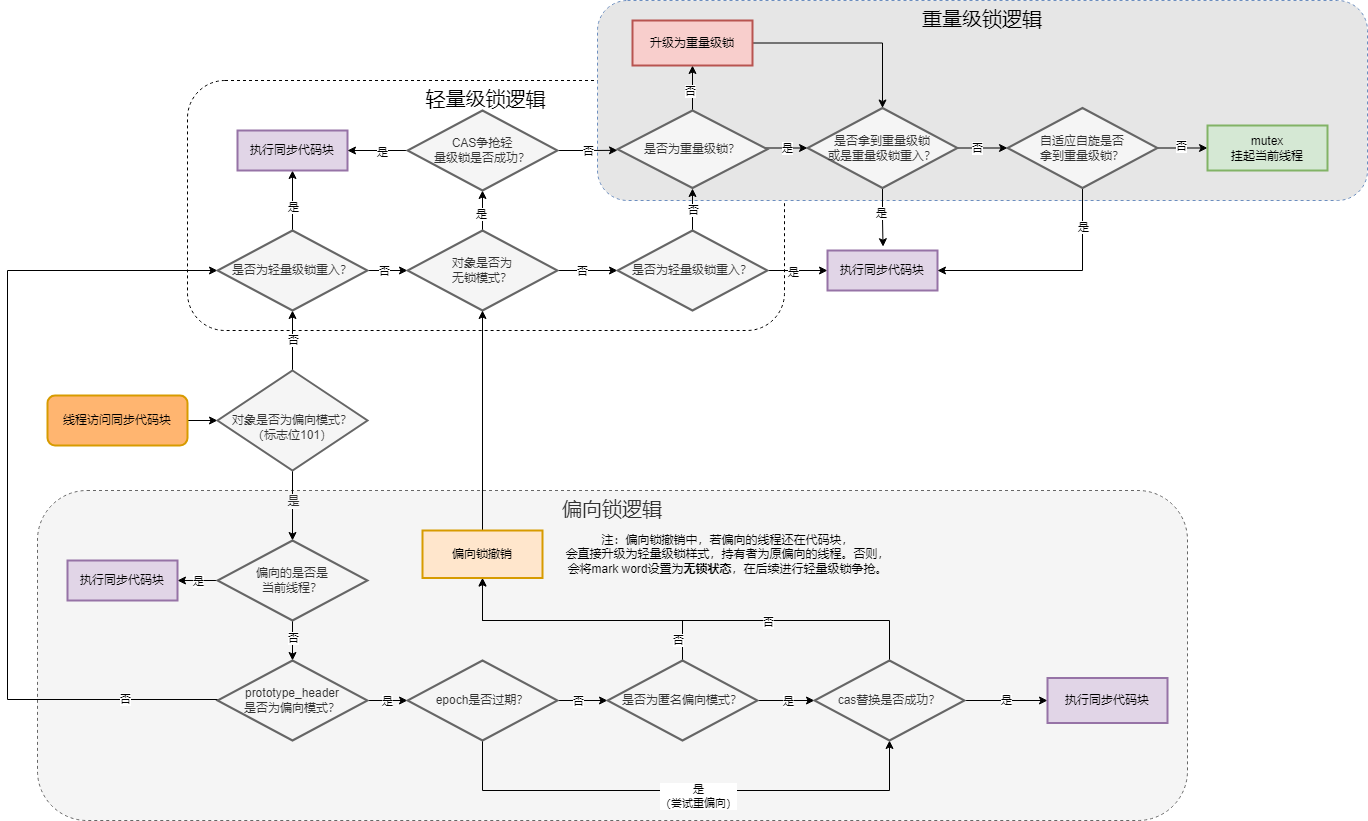 重量级锁逻辑
升级为重量级锁
否
轻量级锁逻辑
执行同步代码块
是
CAS争抢轻
量级锁是否成功?
否
是否为重量级锁?
是
是否拿到重量级锁
或是重量级锁重入?
否
自适应自旋是否
拿到重量级锁?
否
mutex
挂起当前线程
是
是
否
是
是
是否为轻量级锁重入?
否
对象是否为
无锁模式?
否
是否为轻量级锁重入?
是
执行同步代码块
否
线程访问同步代码块
对象是否为偏向模式?
(标志位101)
是
偏向锁逻辑
偏向锁撤销
注：偏向锁撤销中，若偏向的线程还在代码块，
会直接升级为轻量级锁样式，持有者为原偏向的线程。否则，
会将mark word设置为无锁状态，在后续进行轻量级锁争抢。
执行同步代码块
是
偏向的是否是
当前线程?
否
否
否
否
prototype_header
是否为偏向模式?
是
epoch是否过期?
否
是否为匿名偏向模式?
是
cas替换是否成功?
是
执行同步代码块
是
(尝试重偏向)